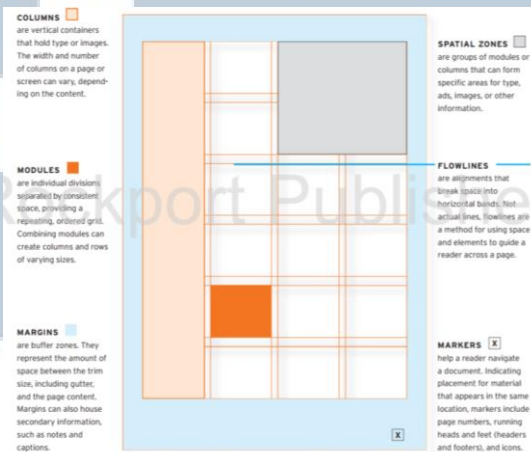 COLUMNS
are vertical containers
that hold type or images.
The width and number
of columns on a page or
screen can vary, depend-
ing on the content.
MODULES
are individual divisions
separated by consistent
space, providing a
repeating, ordered grid.
Combining modules can
create columns and rows
of varying sizes.
MARGINS
are buffer zones. They
represent the amount of
space between the trim
size, including gutter,
and the page content.
Margins can also house
secondary information,
such as notes and
captions.
SPATIAL ZONES
are groups of modules or
columns that can form
specific areas for type,
ads, images, or other
information.
FLOWLINES
are alignments that
break space into
horizontal bands. Not
actual lines, flowlines are
a method for using space
and elements to guide a
reader across a page.
MARKERS X
help a reader navigate
a document. Indicating
placement for material
that appears in the same
location, markers include
page numbers, running
heads and feet (headers
and footers), and icons.
X
Rockport Publishe